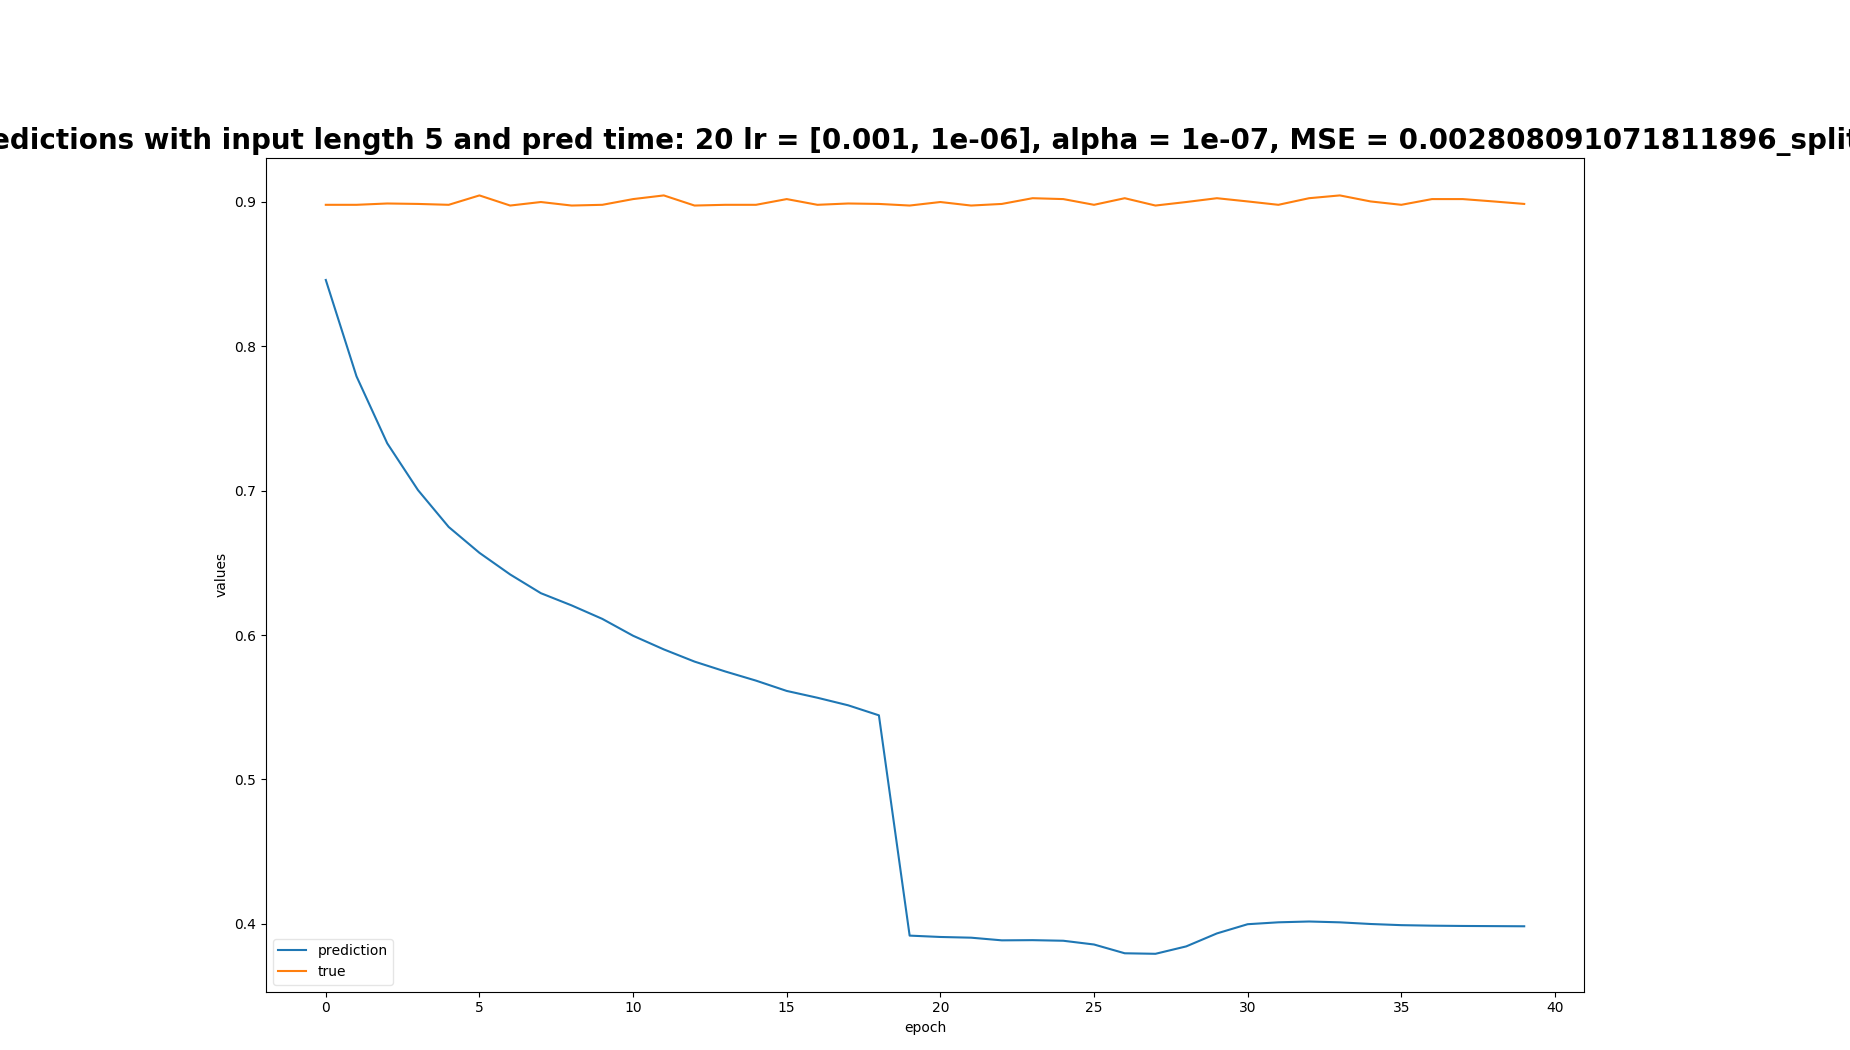 edictions with input length 5 and pred time: 20 lr = [0.001, 1e-06], alpha = 1e-07, MSE = 0.002808091071811896_split
0.9
0.8
0.7
0.6
0.5
0.4
values
prediction
true
0 5 10 15 20 25 30 35 40
epoch